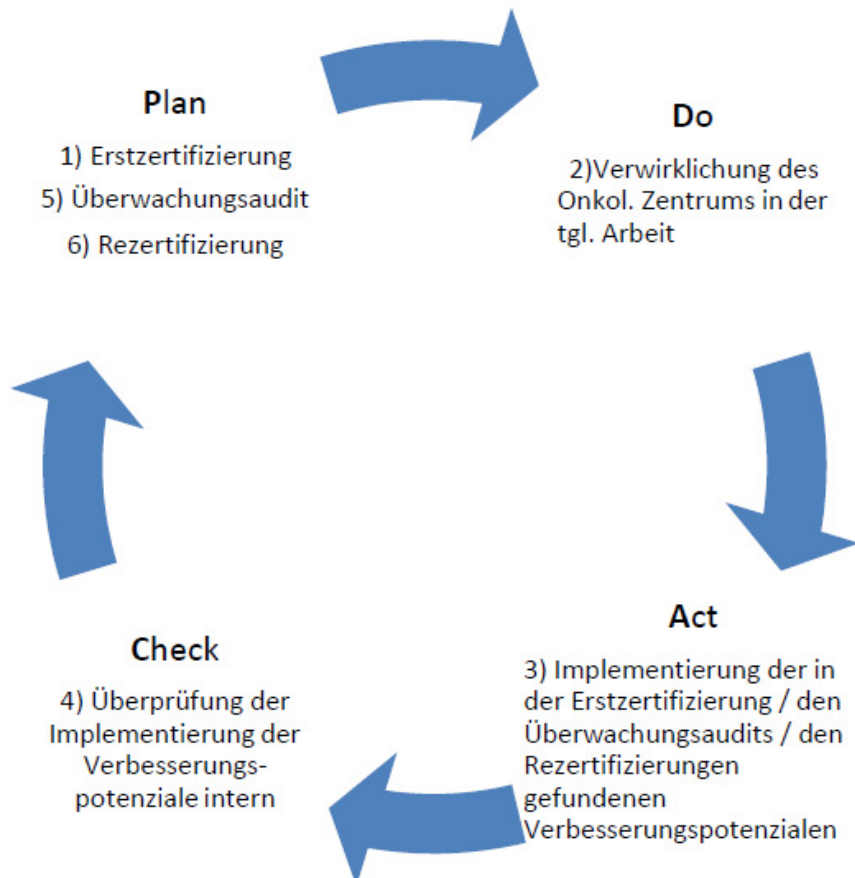 Plan
1) Erstzertifizierung
5) Überwachungsaudit
6) Rezertifizierung
Do
2)Verwirklichung des
Onkol. Zentrums in der
tgl. Arbeit
Act
3) Implementierung der in
der Erstzertifizierung / den
Überwachungsaudits / den
Rezertifizierungen
gefundenen
Verbesserungspotenzialen
Check
4) Überprüfung der
Implementierung der
Verbesserungs-
potenziale intern